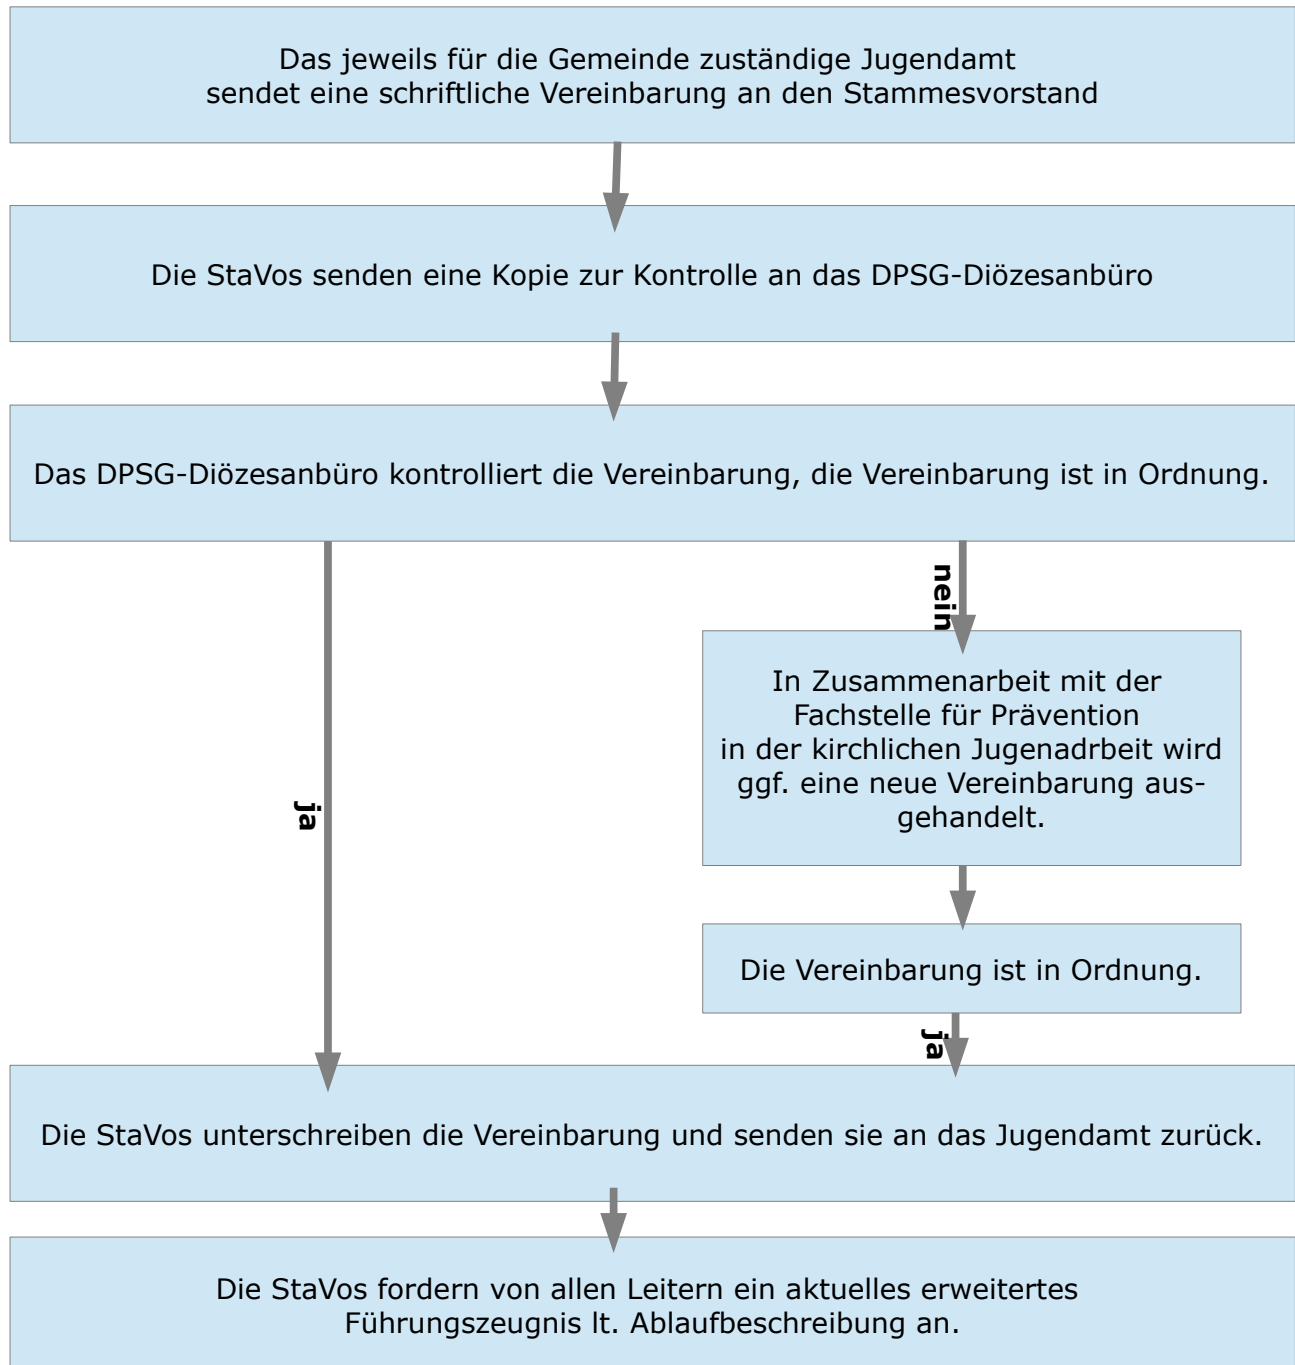 Das jeweils für die Gemeinde zuständige Jugendamt
sendet eine schriftliche Vereinbarung an den Stammesvorstand
Die StaVos senden eine Kopie zur Kontrolle an das DPSG-Diözesanbüro
Das DPSG-Diözesanbüro kontrolliert die Vereinbarung, die Vereinbarung ist in Ordnung.
nein
In Zusammenarbeit mit der
Fachstelle für Prävention
in der kirchlichen Jugenadrbeit wird
ggf. eine neue Vereinbarung aus-
gehandelt.
ja
Die Vereinbarung ist in Ordnung.
ja
Die StaVos unterschreiben die Vereinbarung und senden sie an das Jugendamt zurück.
Die StaVos fordern von allen Leitern ein aktuelles erweitertes
Führungszeugnis lt. Ablaufbeschreibung an.